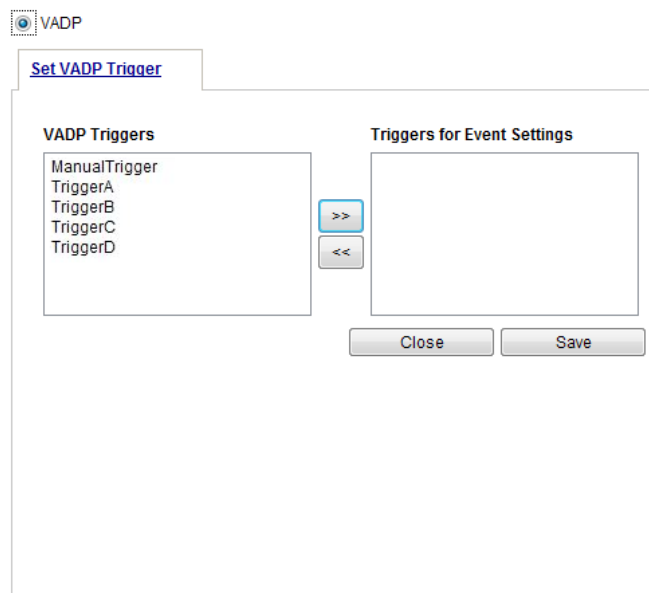 VADP
Set VADP Trigger
VADP Triggers
Triggers for Event Settings
ManualTrigger
TriggerA
TriggerB
TriggerC
TriggerD
>>
<<
Close
Save